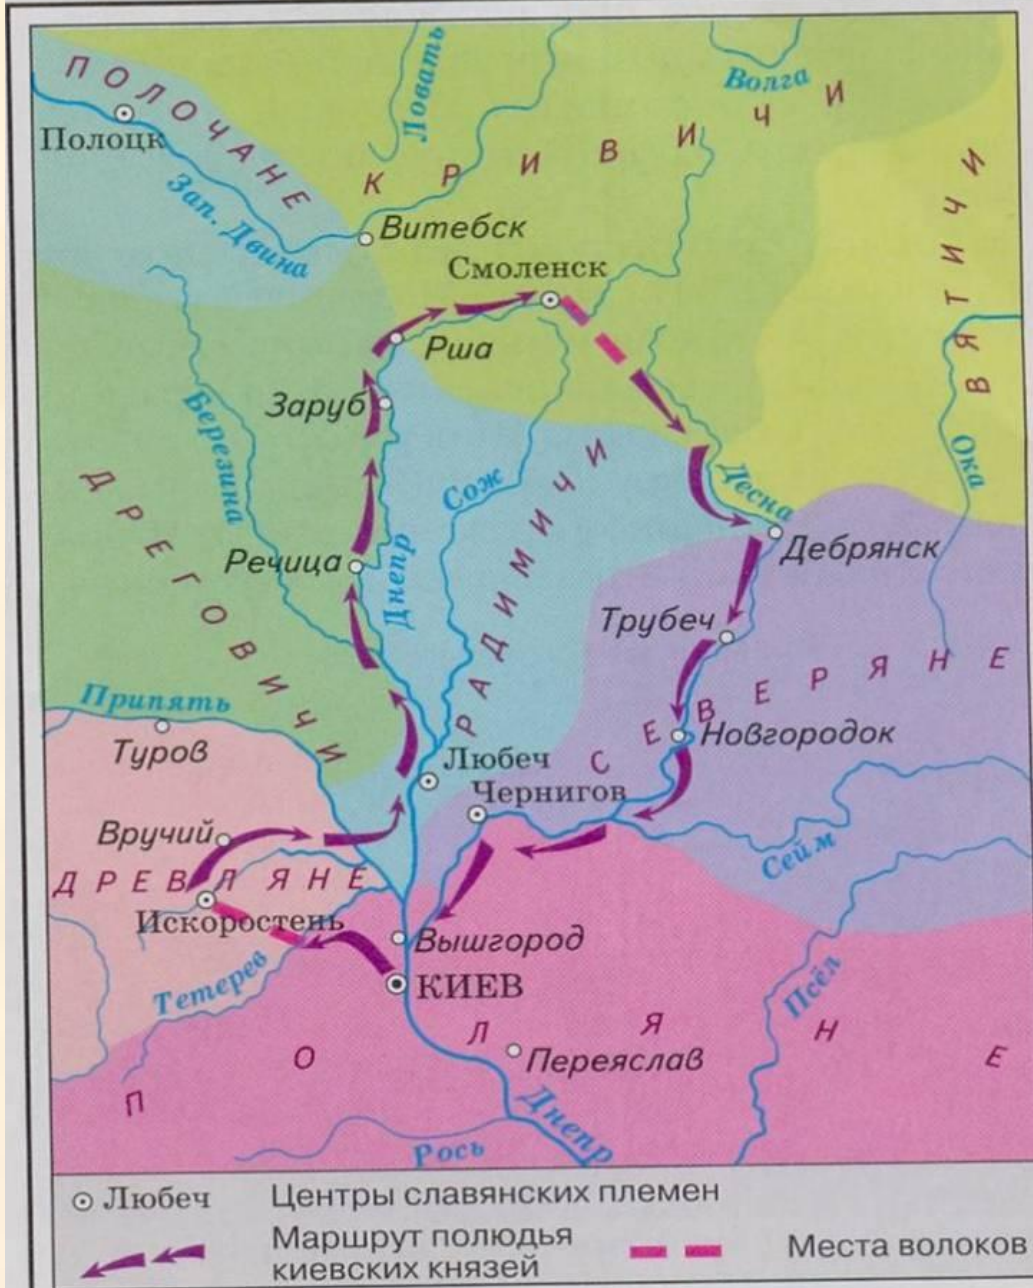 ПОЛОЧАНЕ
Полоцк
Зап. Двина
Ловать
Волга
КРИВИЧИ
ВЯТИЧИ
Витебск
Смоленск
Рша
Заруб
Березина
Сож
Десна
Ока
ДРЕГОВИЧИ
РАДИМИЧИ
Речица
Днепр
Дебрянск
Трубеч
СЕВЕРЯНЕ
Припять
Туров
Новгородок
Любеч
Чернигов
Вручий
Сейм
ДРЕВЛЯНЕ
Искоростень
Вышгород
Тетерев
КИЕВ
Псёл
ПОЛЯНЕ
Переяслав
Днепр
Рось
Любеч Центры славянских племен
Маршрут полюдья
киевских князей
Места волоков